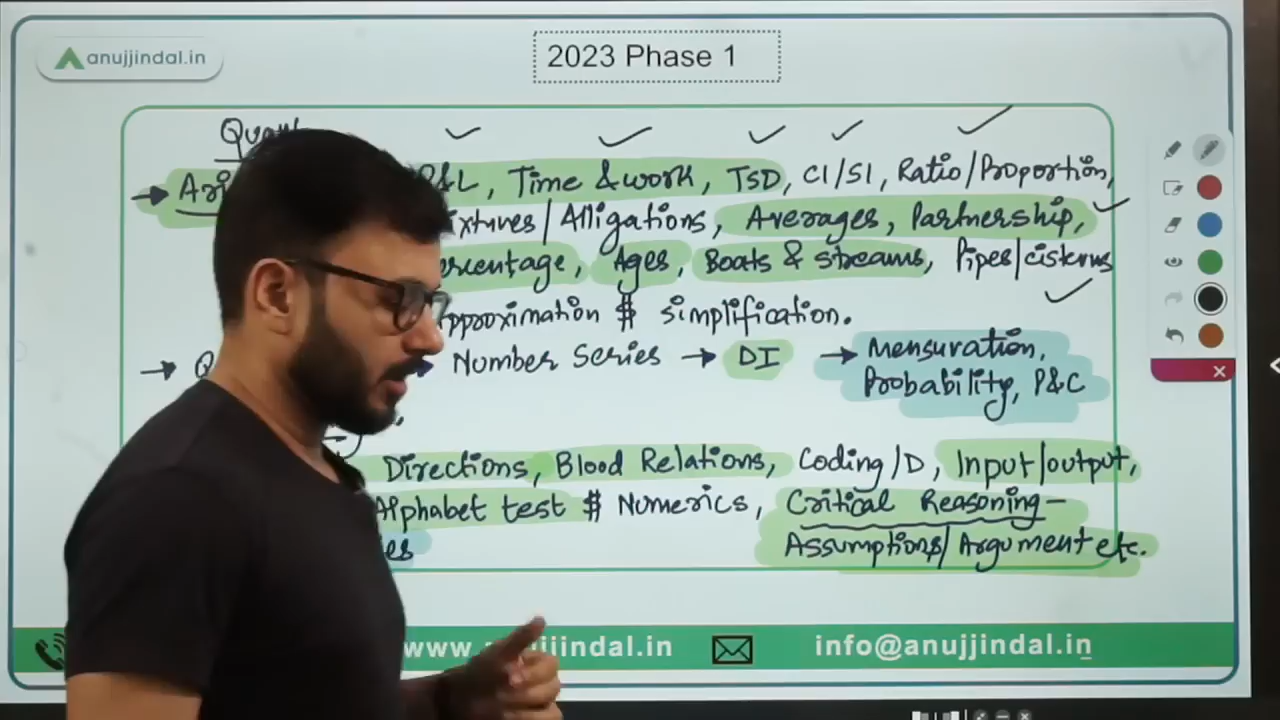 anujjindal.in
2023 Phase 1
P&L, Time & work, TSD, CI/SI, Ratio/Proportion,
ixtures/Alligations, Averages, Partnership,
ercentage, Ages, Boats & streams, Pipes/cisterns
pproximation $ simplification.
Number Series → DI → Mensuration,
Probability, P&C
Directions, Blood Relations, Coding/D, Input/output,
Alphabet test $ Numerics, Critical Reasoning-
es Assumptions/Argument etc.
www. jindal.in info@anujjindal.in